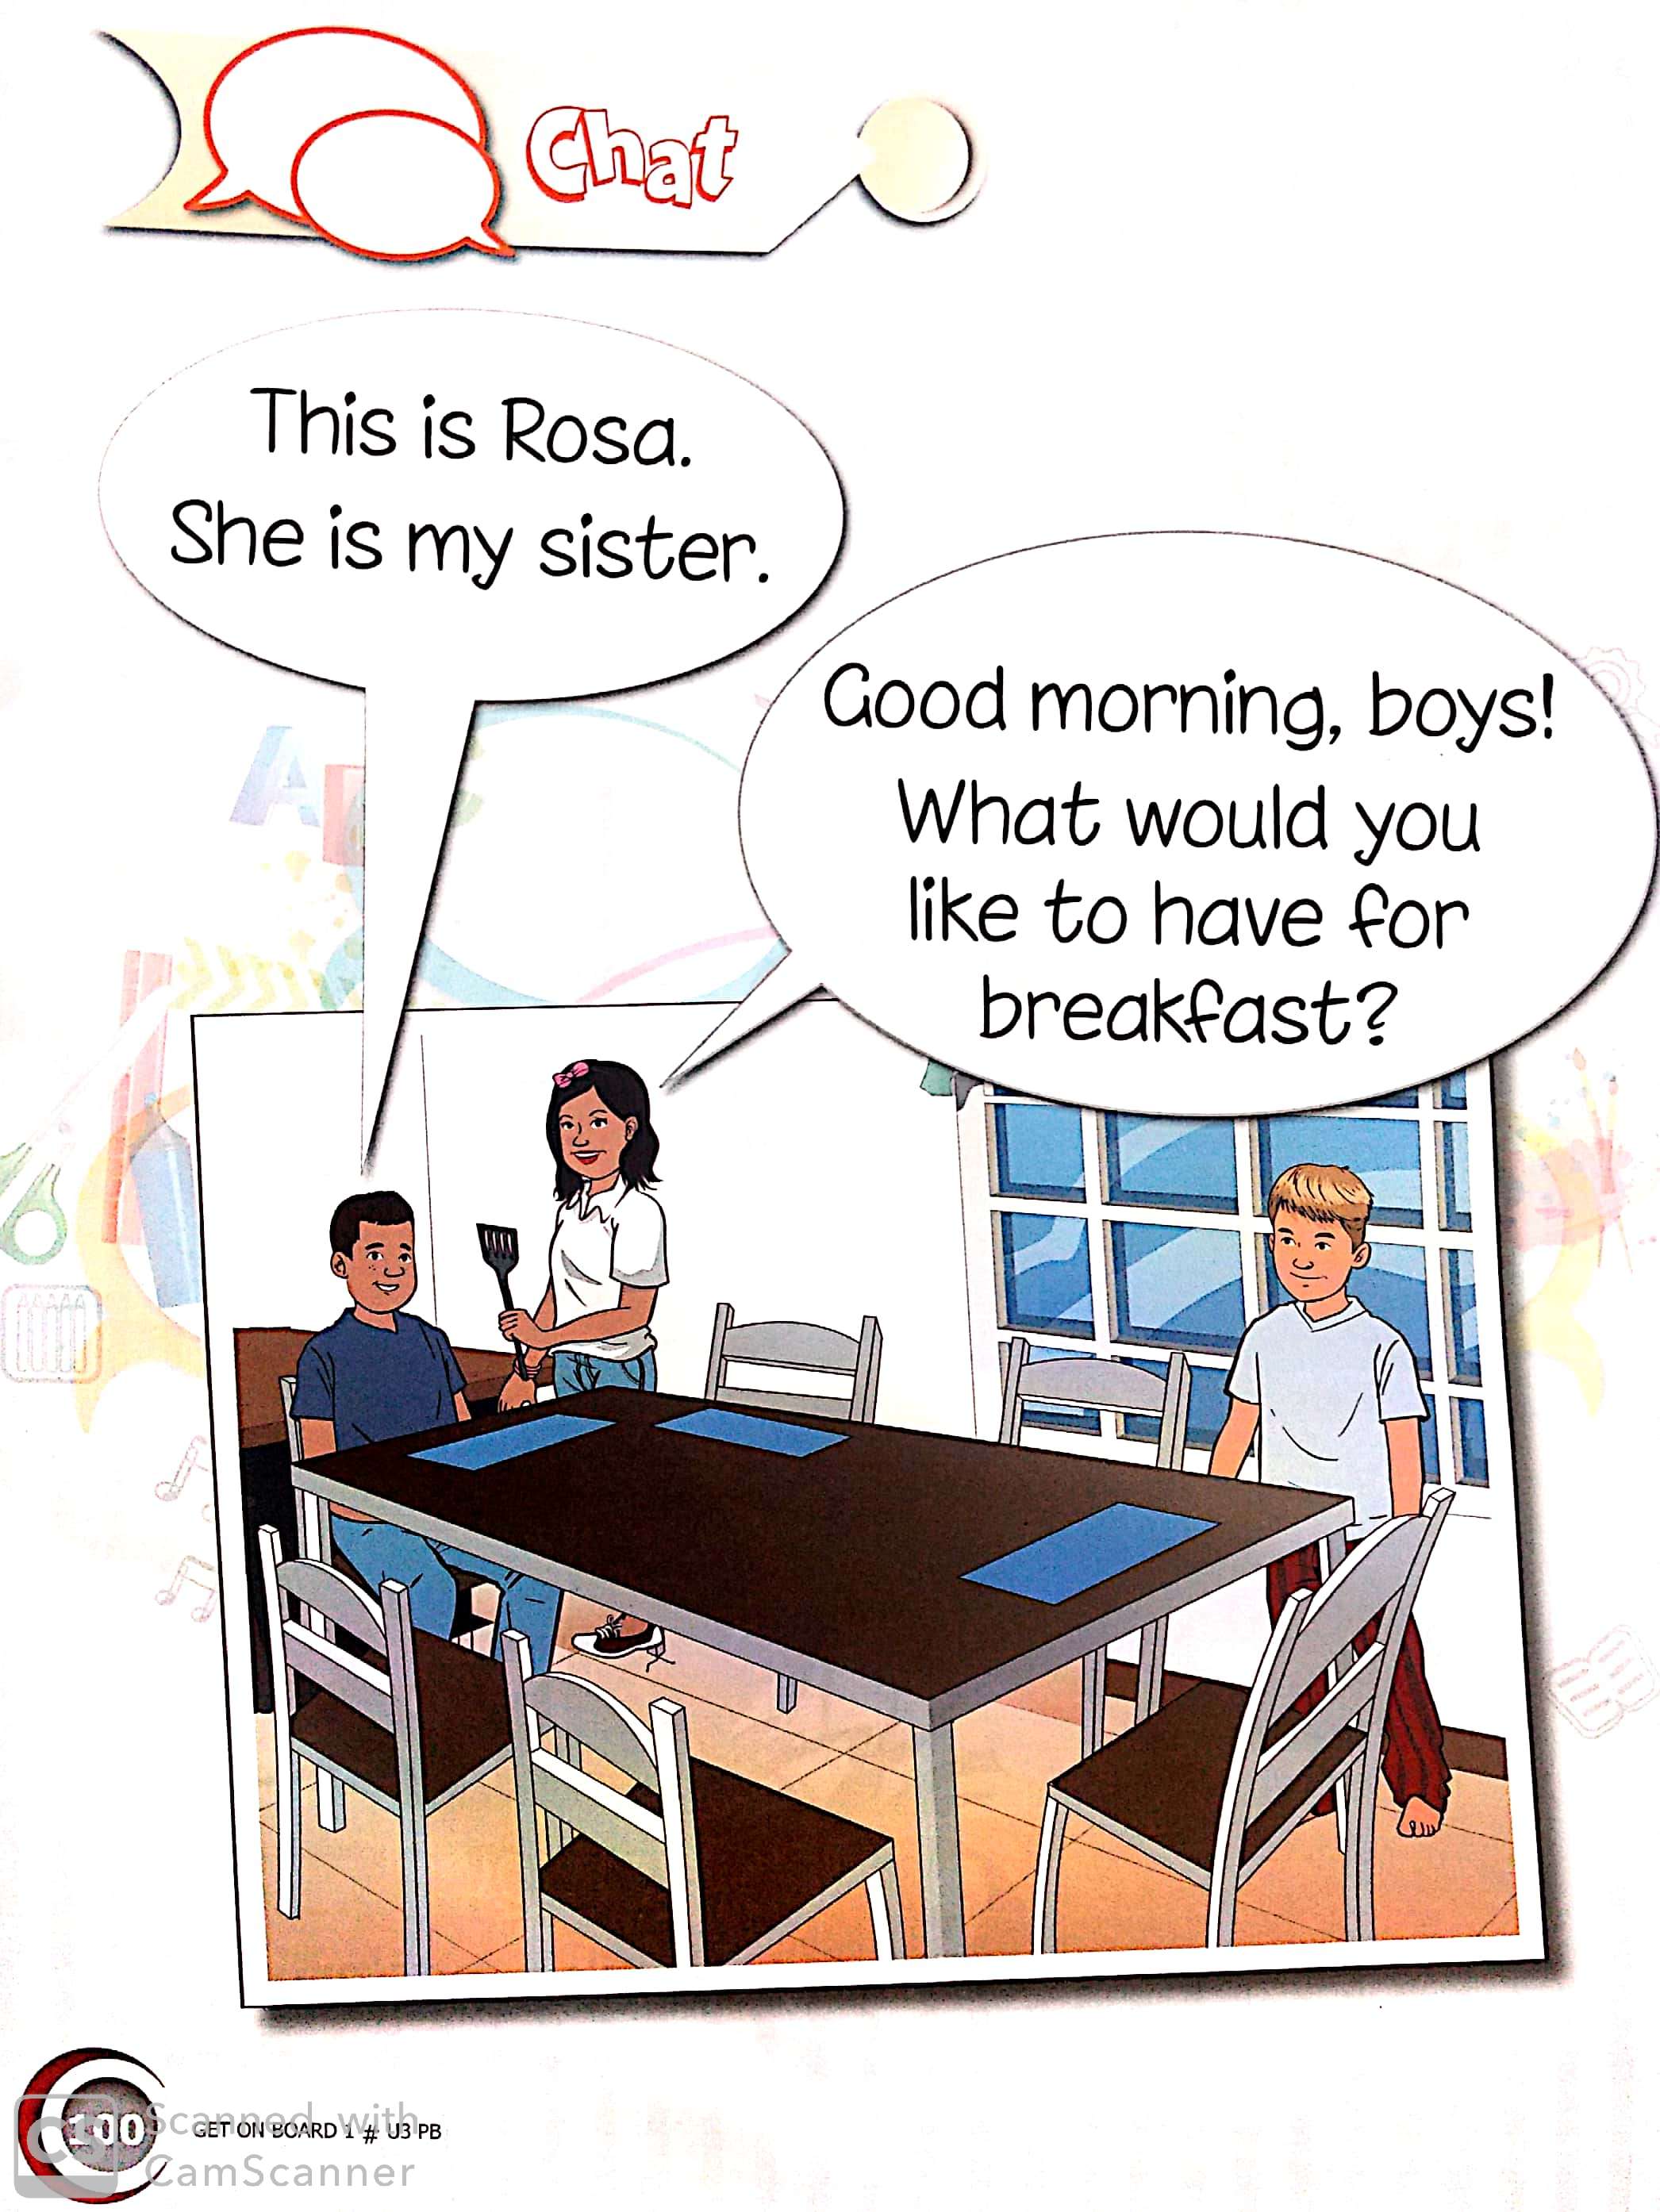 Chat
This is Rosa.
She is my sister.
Good morning, boys!
What would you
like to have for
breakfast?
100
GET ON BOARD 1 # U3 PB
CS
Scanned with
CamScanner